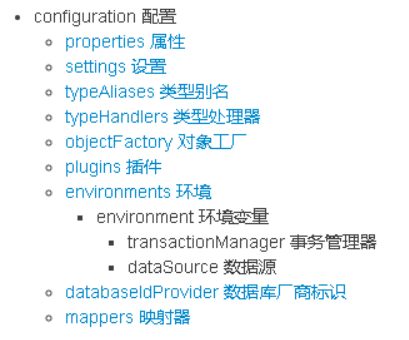 configuration 配置
properties 属性
settings 设置
typeAliases 类型别名
typeHandlers 类型处理器
objectFactory 对象工厂
plugins 插件
environments 环境
environment 环境变量
transactionManager 事务管理器
dataSource 数据源
databaseIdProvider 数据库厂商标识
mappers 映射器